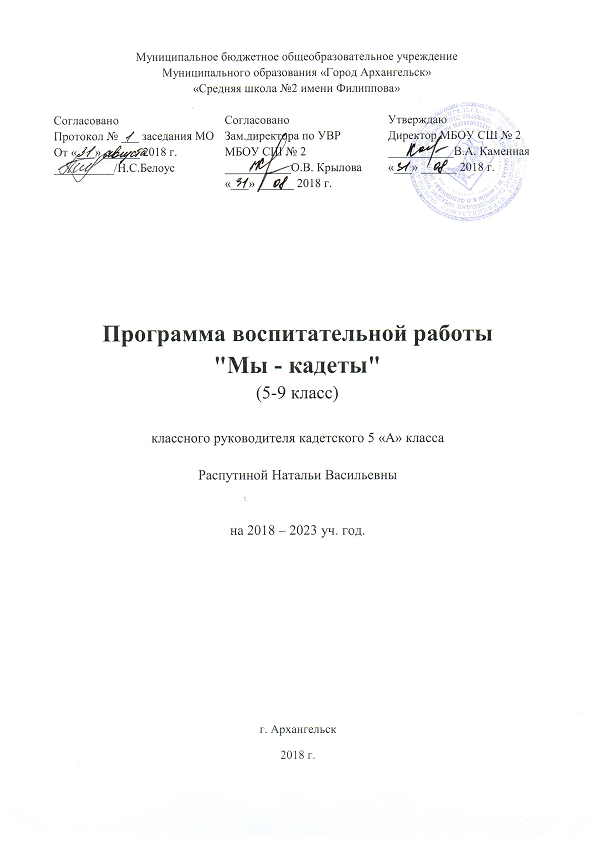 Муниципальное бюджетное общеобразовательное учреждение
Муниципального образования «Город Архангельск»
«Средняя школа №2 имени Филиппова»
Согласовано
Протокол № 1 заседания МО
От «31» августа 2018 г.
/Н.С.Белоус
Согласовано
Зам.директора по УВР
МБОУ СШ № 2
О.В. Крылова
«31» 08 2018 г.
Утверждаю
Директор МБОУ СШ № 2
В.А. Каменная
«31» 08 2018 г.
Программа воспитательной работы
"Мы - кадеты"
(5-9 класс)
классного руководителя кадетского 5 «А» класса
Распутиной Натальи Васильевны
на 2018 – 2023 уч. год.
г. Архангельск
2018 г.